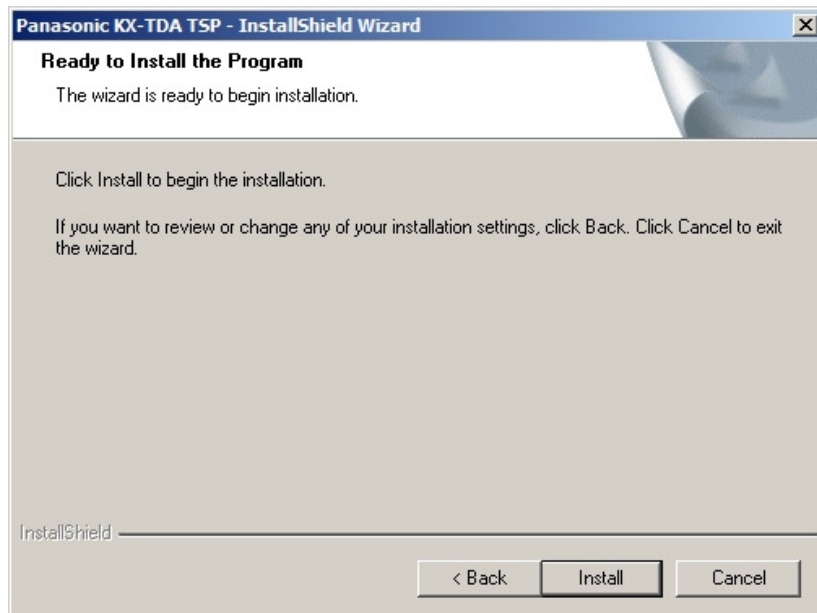 Panasonic KX-TDA TSP - InstallShield Wizard
Ready to Install the Program
The wizard is ready to begin installation.
Click Install to begin the installation.
If you want to review or change any of your installation settings, click Back. Click Cancel to exit
the wizard.
InstallShield
< Back
Install
Cancel